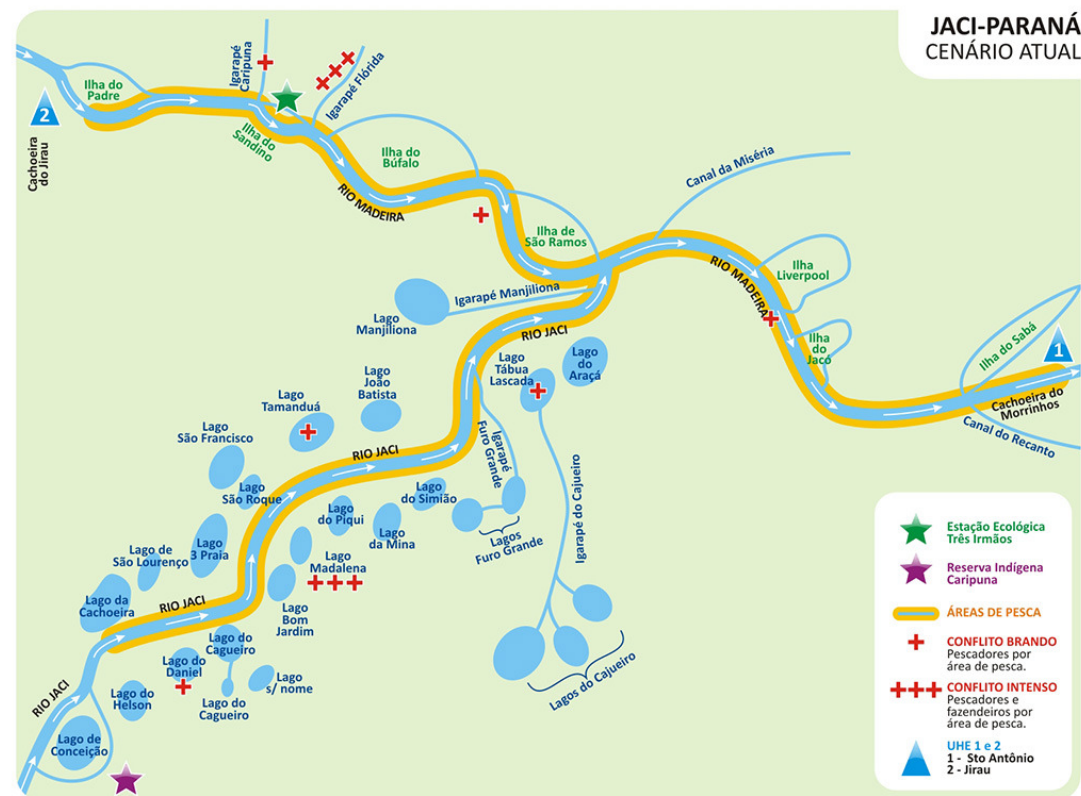 JACI-PARANÁ
CENÁRIO ATUAL
2
Cachoeira
do Jirau
Ilha do
Padre
Igarapé
Caripuna
Ilha do
Sandino
Igarapé Flórida
Ilha do
Búfalo
RIO MADEIRA
Canal da Miséria
Ilha de
São Ramos
RIO MADEIRA
Ilha
Liverpool
Ilha
do
Jacó
Ilha do Sabá
1
Cachoeira do
Morrinhos
Canal do Recanto
Igarapé Manjiliona
Lago
Manjiliona
RIO JACI
Lago
Tábua
Lascada
Lago
do
Araçá
Lago
João
Batista
Lago
Tamanduá
Lago
São Francisco
RIO JACI
Lago
São Roque
Igarapé
Furo Grande
Lago
do Simião
Lago
do Piqui
Lago
da Mina
Lagos
Furo Grande
Igarapé do Cajueiro
Lago
3 Praia
Lago de
São Lourenço
Lago
Madalena
Lago da
Cachoeira
RIO JACI
Lago
Bom
Jardim
Lago do
Cagueiro
Lago do
Daniel
Lago
s/ nome
Lago do
Cagueiro
Lago do
Helson
RIO JACI
Lago de
Conceição
Lagos do Cajueiro
Estação Ecológica
Três Irmãos
Reserva Indígena
Caripuna
ÁREAS DE PESCA
CONFLITO BRANDO
Pescadores por
área de pesca.
CONFLITO INTENSO
Pescadores e
fazendeiros por
área de pesca.
UHE 1 e 2
1 - Sto Antônio
2 - Jirau